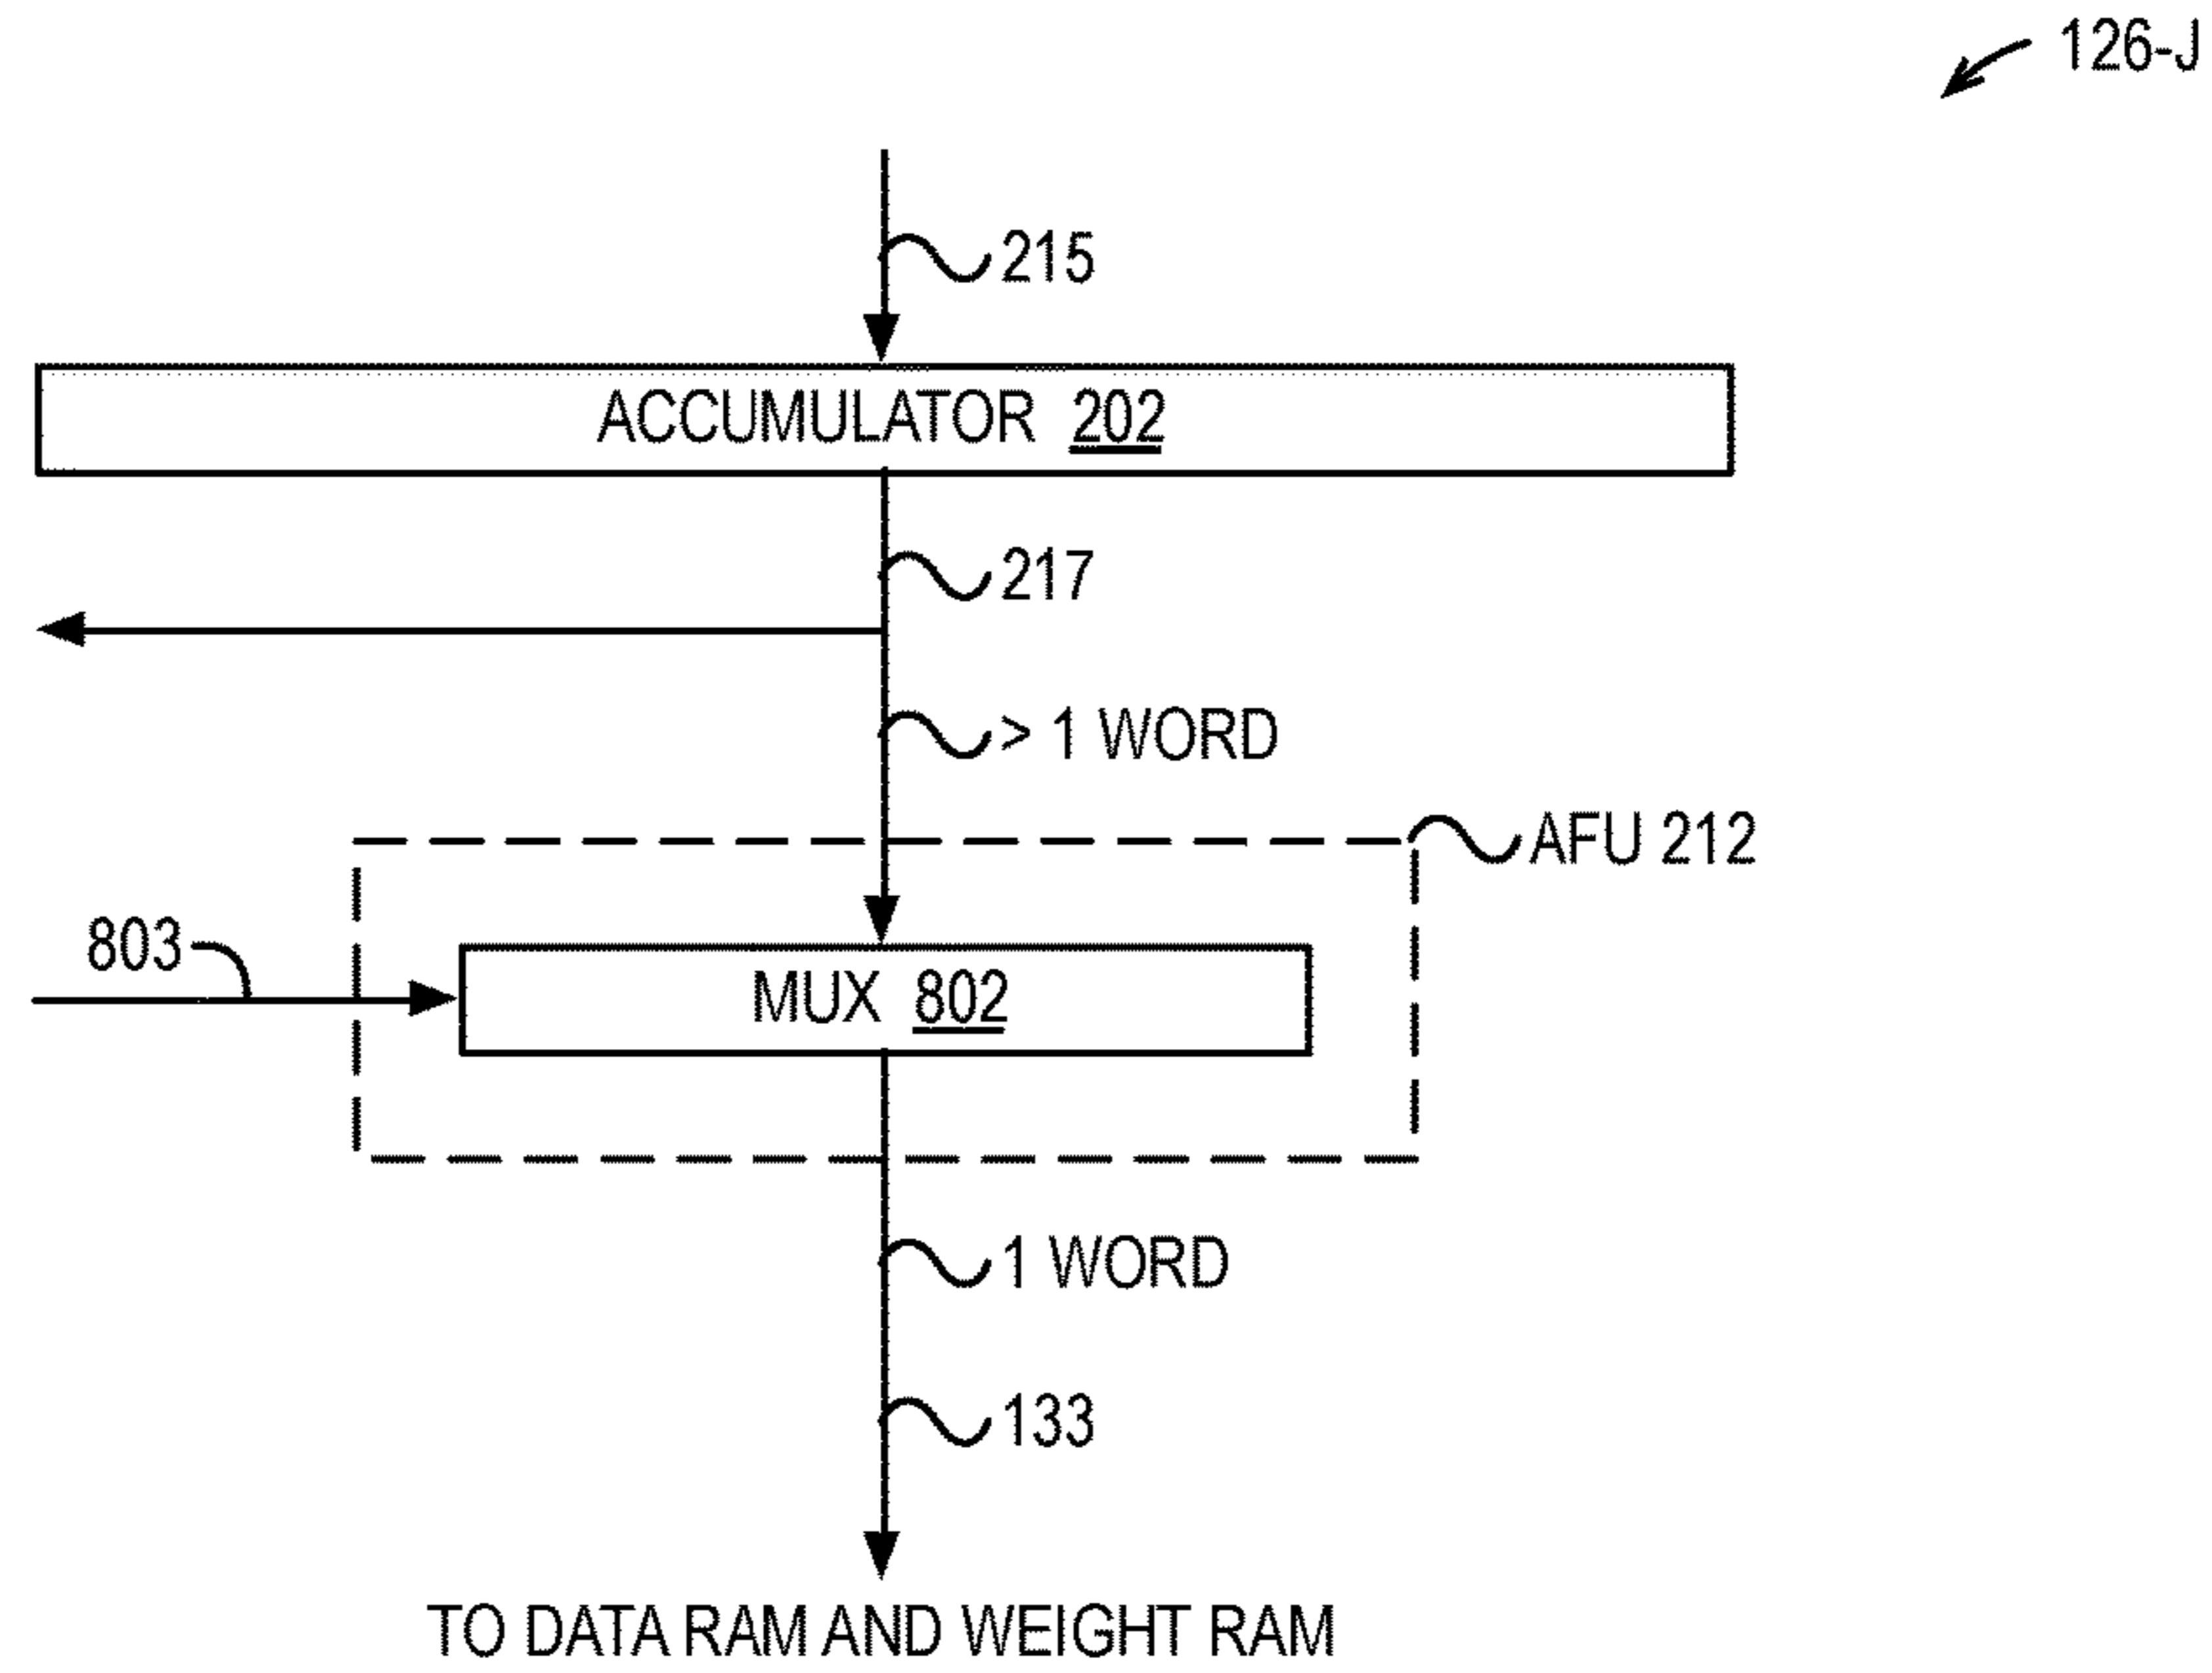 126-J
215
ACCUMULATOR 202
217
> 1 WORD
AFU 212
803
MUX 802
1 WORD
133
TO DATA RAM AND WEIGHT RAM